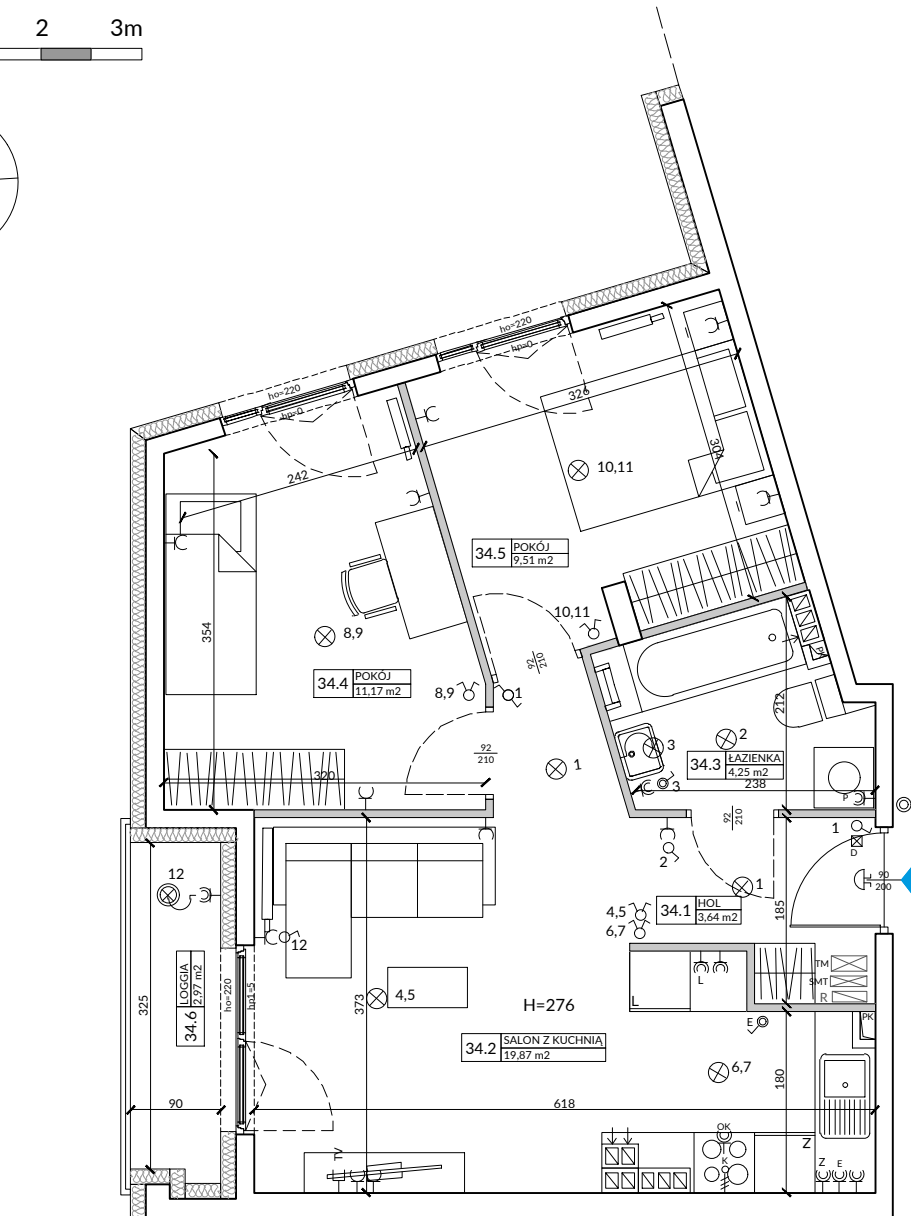 2 3m
ho=220
hp=0
ho=220
hp=0
326
304
242
10,11
34.5 POKÓJ
9,51 m2
354
8,9
10,11
92
210
34.4 POKÓJ
11,17 m2
8,9
1
PK
212
2
3
34.3 ŁAZIENKA
4,25 m2
3
238
P
92
210
1
320
92
210
1
D
2
12
1
90
200
34.1 HOL
3,64 m2
185
4,5
6,7
12
34.6 LOGGIA
2,97 m2
325
ho=220
hp1=5
373
4,5
L
L
TM
SMT
R
H=276
E
PK
34.2 SALON Z KUCHNIĄ
19,87 m2
6,7
180
90
618
OK
K
Z
Z E
TV